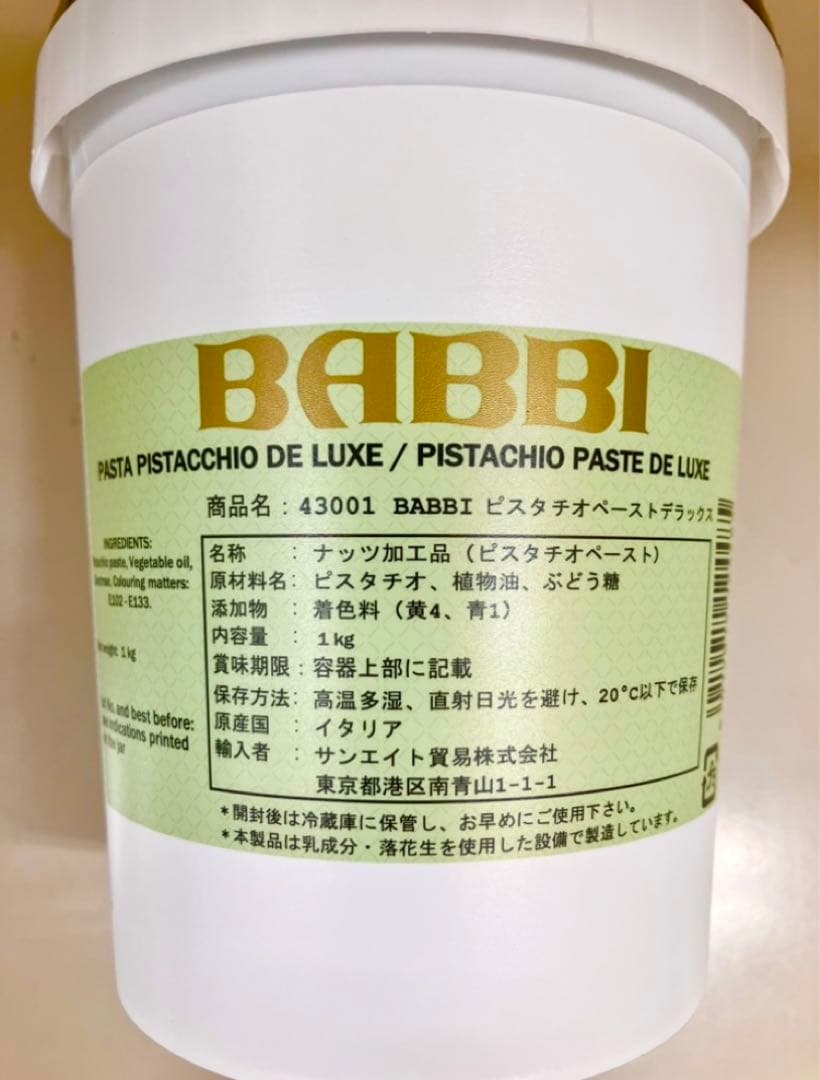 BABBI
PASTA PISTACCHIO DE LUXE / PISTACHIO PASTE DE LUXE
商品名：43001 BABBI ピスタチオペーストデラックス
INGREDIENTS:
paste, Vegetable oil,
Colouring matters:
E102-E133.
1 kg
and best before:
indications printed
jar
名称 ： ナッツ加工品（ピスタチオペースト）
原材料名： ピスタチオ、植物油、ぶどう糖
添加物 ： 着色料（黄4、青1）
内容量 ： 1kg
賞味期限：容器上部に記載
保存方法： 高温多湿、直射日光を避け、20°C以下で保存
原産国 ： イタリア
輸入者 ： サンエイト貿易株式会社
東京都港区南青山1-1-1
*開封後は冷蔵庫に保管し、お早めにご使用下さい。
*本製品は乳成分・落花生を使用した設備で製造しています。